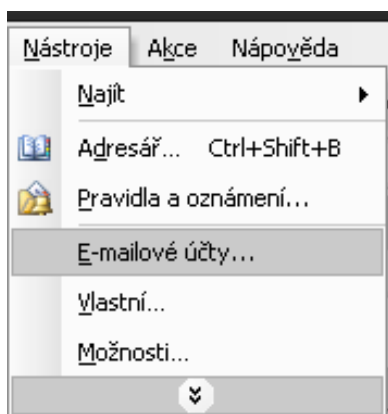 Nástroje Akce Nápověda
Najít
Adresář... Ctrl+Shift+B
Pravidla a oznámení...
E-mailové účty...
Vlastní...
Možnosti...